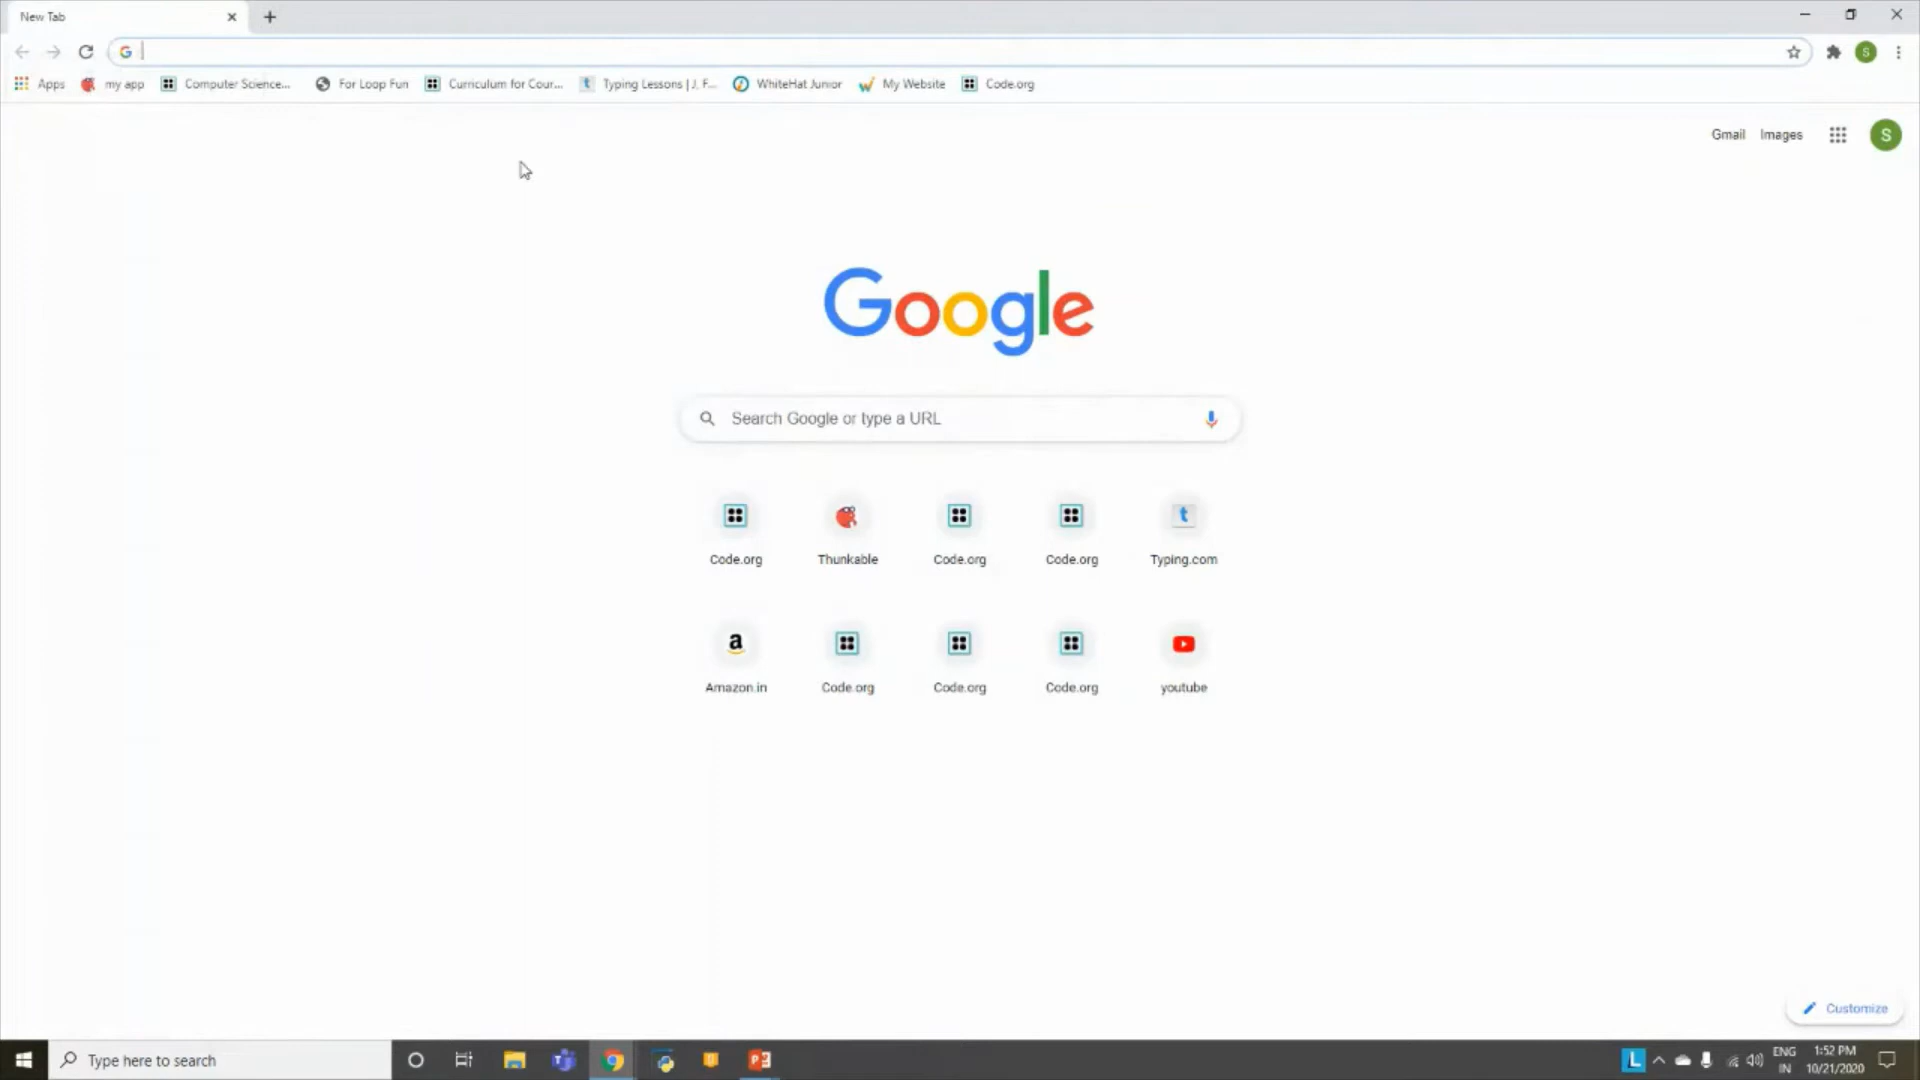 New Tab
Apps my app Computer Science... For Loop Fun Curriculum for Cour... Typing Lessons | J. F... WhiteHat Junior My Website Code.org
Gmail Images S
Google
Search Google or type a URL
Code.org Thunkable Code.org Code.org Typing.com
Amazon.in Code.org Code.org Code.org youtube
Customize
Type here to search
ENG 1:52 PM
IN 10/21/2020